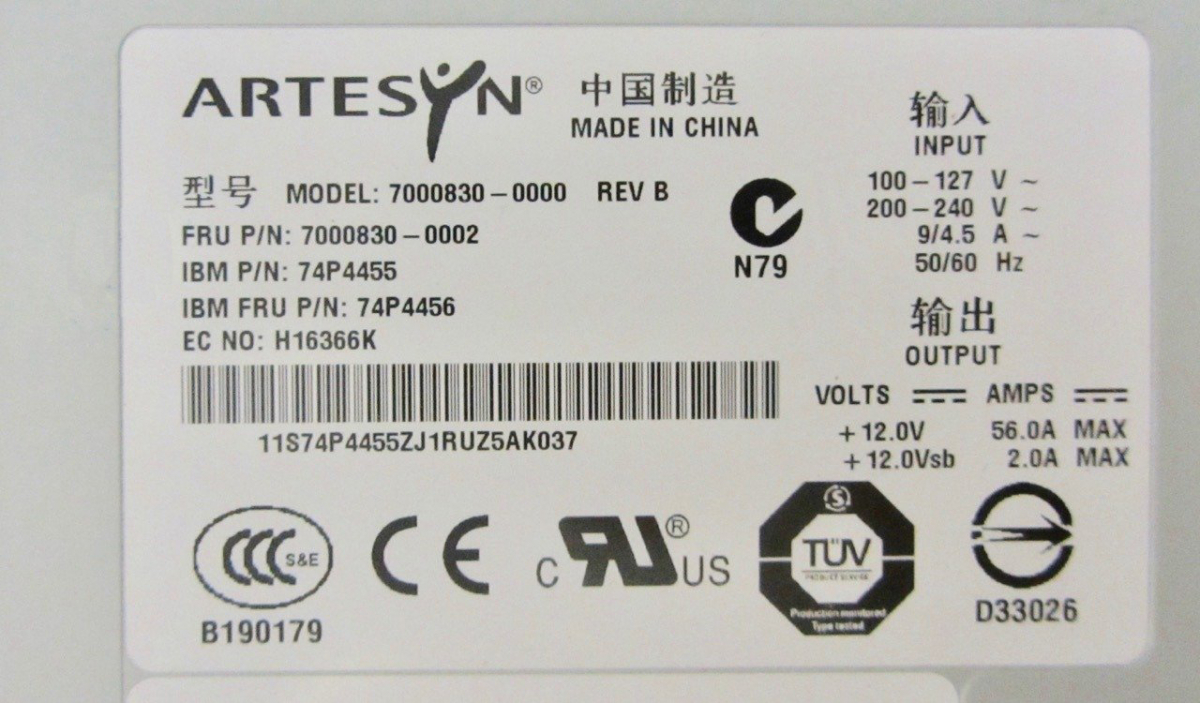 ARTESYN®
中国制造
MADE IN CHINA
型号 MODEL: 7000830-0000 REV B
FRU P/N: 7000830-0002
IBM P/N: 74P4455
IBM FRU P/N: 74P4456
EC NO: H16366K
11S74P4455ZJ1RUZ5AK037
N79
输入
INPUT
100-127 V ~
200-240 V ~
9/4.5 A ~
50/60 Hz
输出
OUTPUT
VOLTS AMPS
+12.0V 56.0A MAX
+12.0Vsb 2.0A MAX
CCC S&E
B190179
CE
C RU ® US
S
TÜV
PRODUCT SERVICE
Production monitored
Type tested
D33026